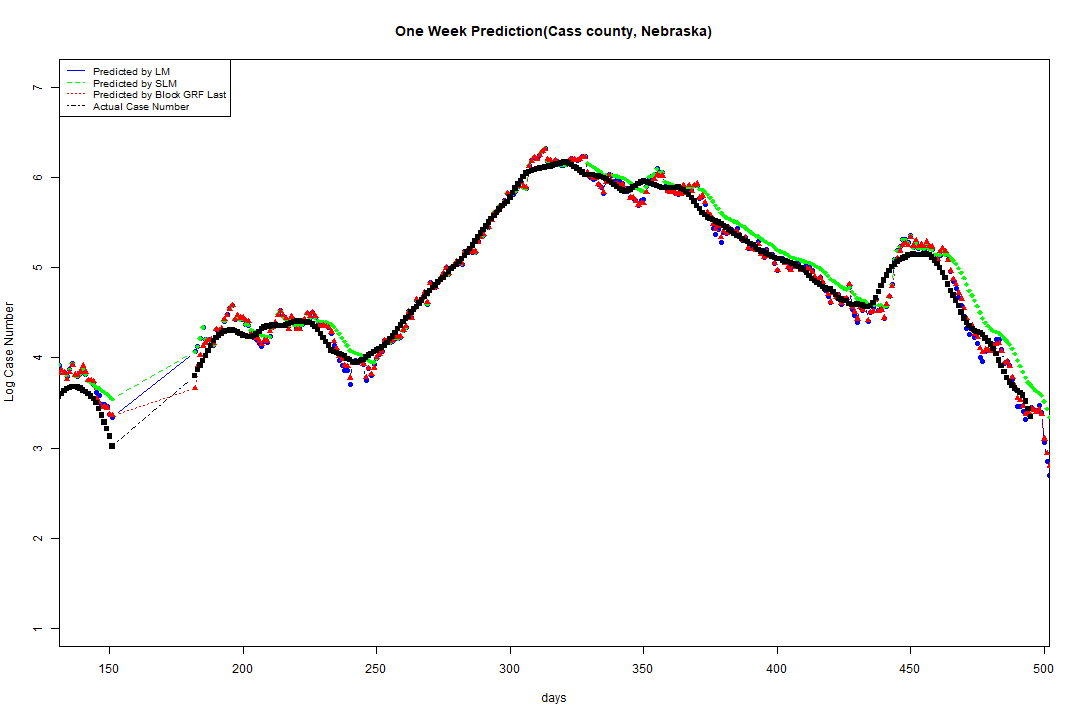 One Week Prediction(Cass county, Nebraska)
Predicted by LM
Predicted by SLM
Predicted by Block GRF Last
Actual Case Number
7
6
5
4
3
2
1
Log Case Number
150 200 250 300 350 400 450 500
days